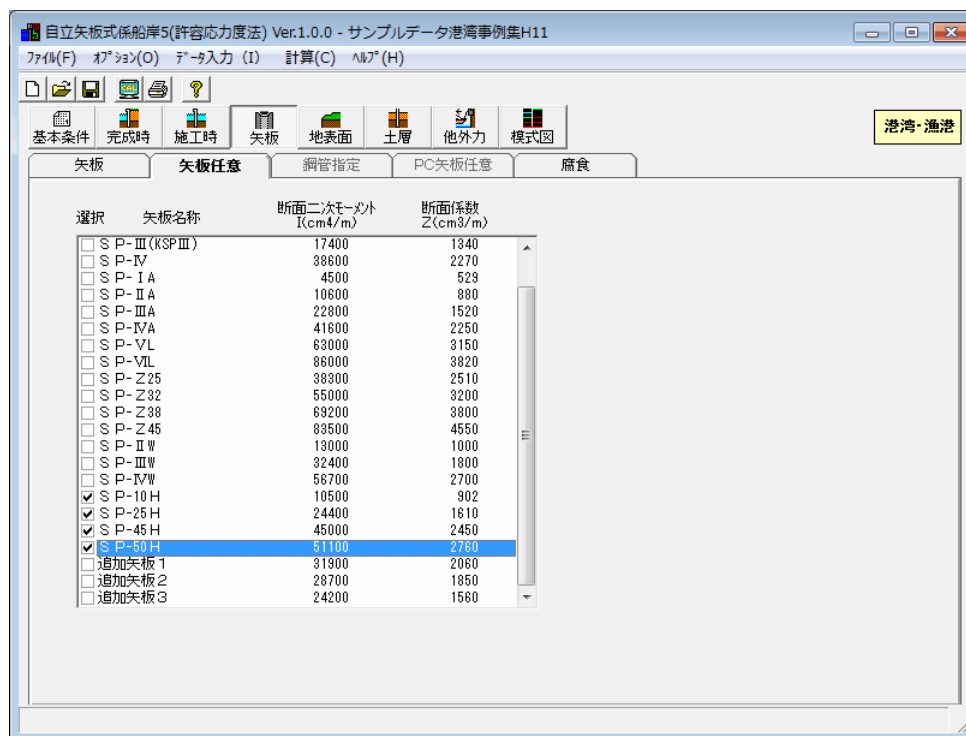 自立矢板式係船岸5(許容応力度法) Ver.1.0.0 - サンプルデータ港湾事例集H11
ﾌｧｲﾙ(F) ｵﾌﾟｼｮﾝ(O) ﾃﾞｰﾀ入力 (I) 計算(C) ﾍﾙﾌﾟ(H)
基本条件 完成時 施工時 矢板 地表面 土層 他外力 模式図 港湾・漁港
矢板 矢板任意 鋼管指定 PC矢板任意 腐食
選択 矢板名称 断面二次ﾓｰﾒﾝﾄ I(cm4/m) 断面係数 Z(cm3/m)
ＳＰ-Ⅲ(KSPⅢ) 17400 1340
ＳＰ-Ⅳ 38600 2270
ＳＰ-ⅠA 4500 529
ＳＰ-ⅡA 10600 880
ＳＰ-ⅢA 22800 1520
ＳＰ-ⅣA 41600 2250
ＳＰ-ⅤL 63000 3150
ＳＰ-ⅥL 86000 3820
ＳＰ-Ｚ25 38300 2510
ＳＰ-Ｚ32 55000 3200
ＳＰ-Ｚ38 69200 3800
ＳＰ-Ｚ45 83500 4550
ＳＰ-ⅡW 13000 1000
ＳＰ-ⅢW 32400 1800
ＳＰ-ⅣW 56700 2700
ＳＰ-10Ｈ 10500 902
ＳＰ-25Ｈ 24400 1610
ＳＰ-45Ｈ 45000 2450
ＳＰ-50Ｈ 51100 2760
追加矢板１ 31900 2060
追加矢板２ 28700 1850
追加矢板３ 24200 1560